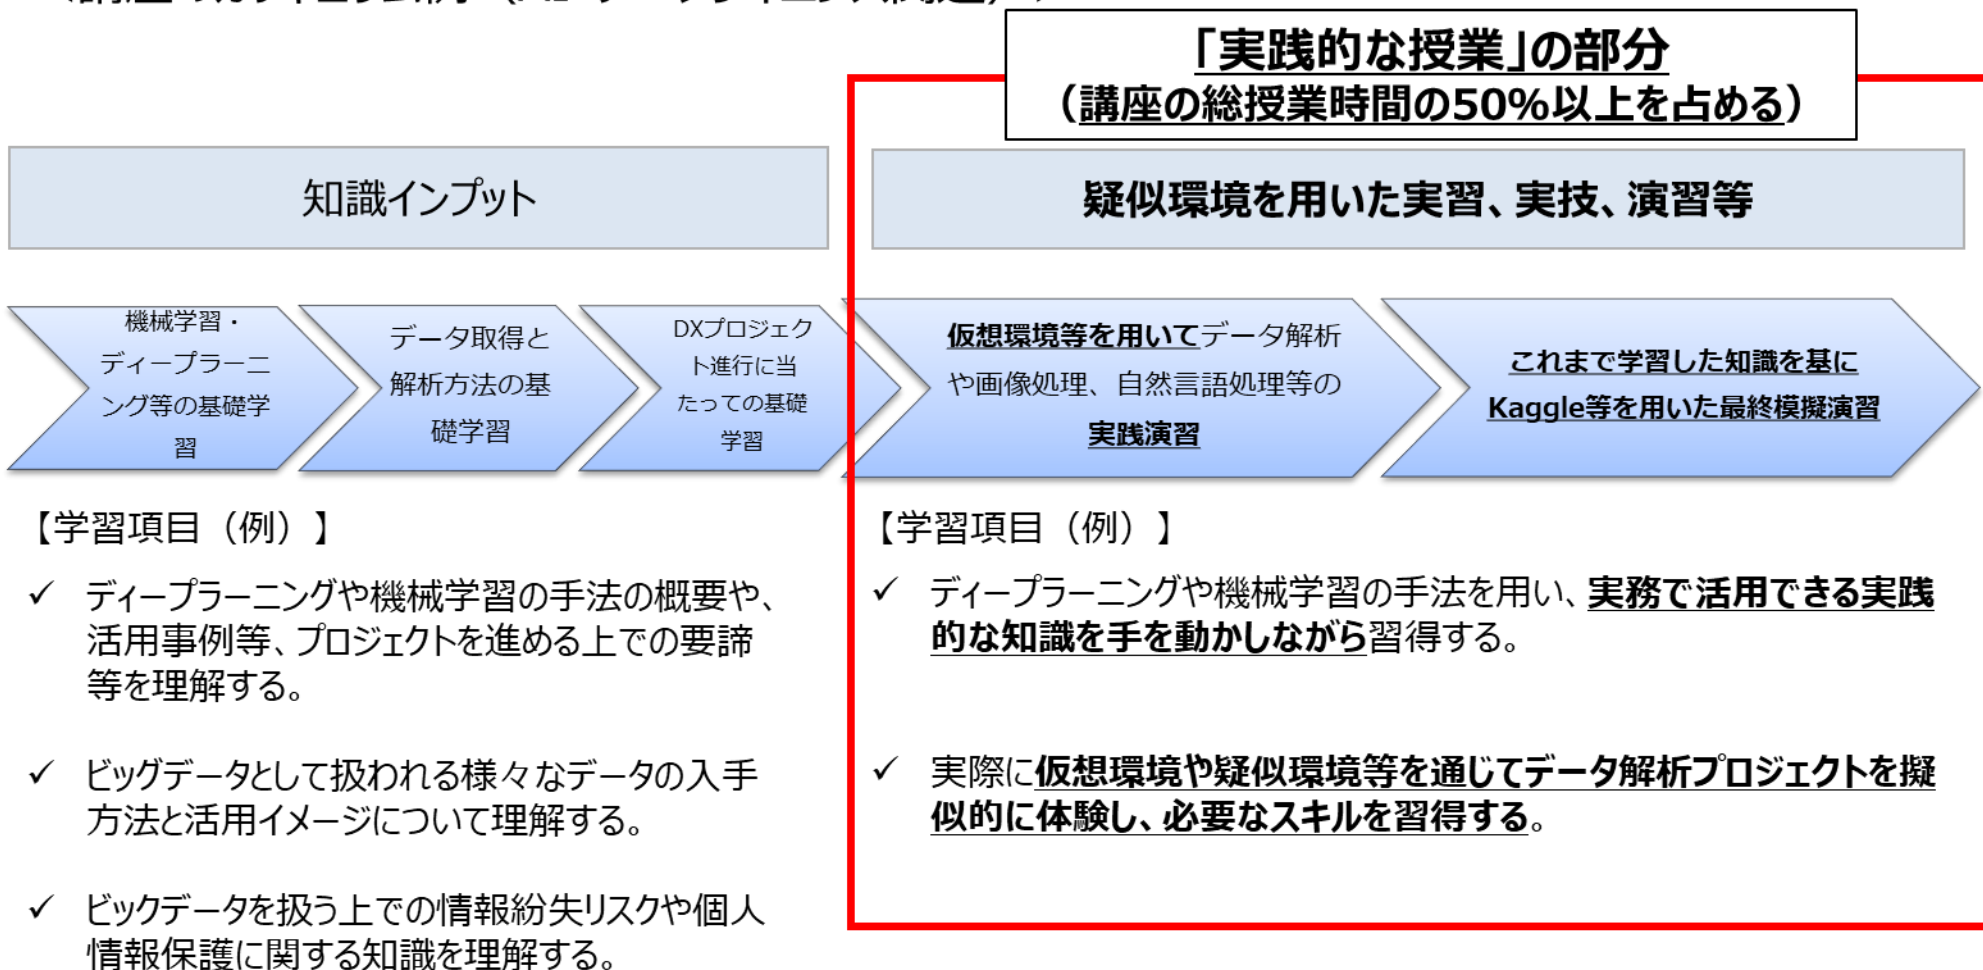 「実践的な授業」の部分
（講座の総授業時間の50%以上を占める）
知識インプット
疑似環境を用いた実習、実技、演習等
機械学習・
ディープラーニ
ング等の基礎学
習
データ取得と
解析方法の基
礎学習
DXプロジェク
ト進行に当
たっての基礎
学習
仮想環境等を用いてデータ解析
や画像処理、自然言語処理等の
実践演習
これまで学習した知識を基に
Kaggle等を用いた最終模擬演習
【学習項目（例）】
✓ ディープラーニングや機械学習の手法の概要や、
活用事例等、プロジェクトを進める上での要諦
等を理解する。
✓ ビッグデータとして扱われる様々なデータの入手
方法と活用イメージについて理解する。
✓ ビックデータを扱う上での情報紛失リスクや個人
情報保護に関する知識を理解する。
【学習項目（例）】
✓ ディープラーニングや機械学習の手法を用い、実務で活用できる実践
的な知識を手を動かしながら習得する。
✓ 実際に仮想環境や疑似環境等を通じてデータ解析プロジェクトを擬
似的に体験し、必要なスキルを習得する。